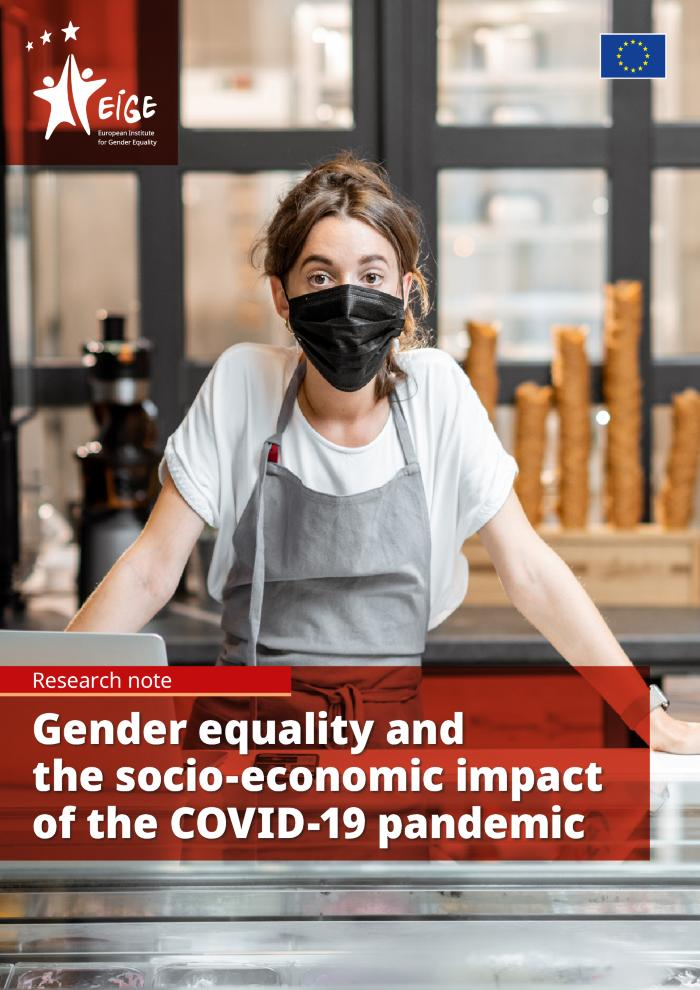 EIGE
European Institute
for Gender Equality
Research note
Gender equality and
the socio-economic impact
of the COVID-19 pandemic